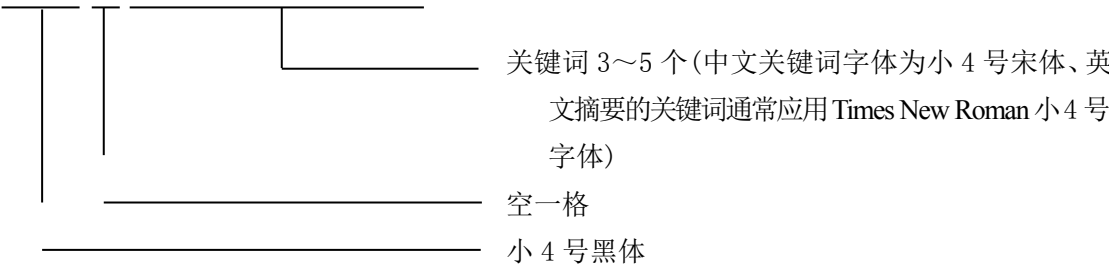 关键词 3～5 个(中文关键词字体为小 4 号宋体、英
文摘要的关键词通常应用 Times New Roman 小 4 号
字体)
空一格
小 4 号黑体